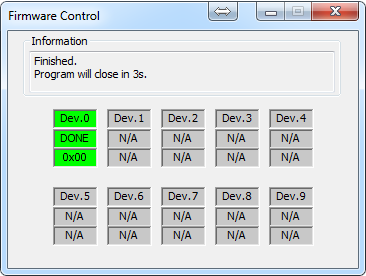 Firmware Control
Information
Finished.
Program will close in 3s.
Dev.0 Dev.1 Dev.2 Dev.3 Dev.4
DONE N/A N/A N/A N/A
0x00 N/A N/A N/A N/A
Dev.5 Dev.6 Dev.7 Dev.8 Dev.9
N/A N/A N/A N/A N/A
N/A N/A N/A N/A N/A